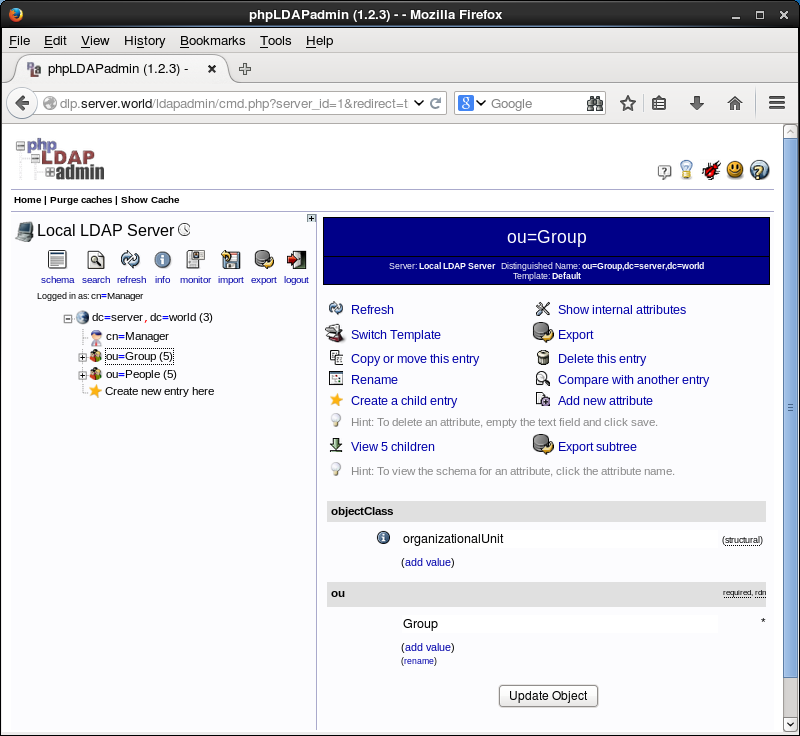 phpLDAPadmin (1.2.3) - - Mozilla Firefox
File Edit View History Bookmarks Tools Help
phpLDAPadmin (1.2.3) -
dlp.server.world/ldapadmin/cmd.php?server_id=1&redirect=t
8 Google
php
LDAP
admin
Home | Purge caches | Show Cache
Local LDAP Server
schema search refresh info monitor import export logout
Logged in as: cn=Manager
dc=server, dc=world (3)
cn=Manager
ou=Group (5)
ou=People (5)
Create new entry here
ou=Group
Server: Local LDAP Server Distinguished Name: ou=Group,dc=server,dc=world
Template: Default
Refresh Show internal attributes
Switch Template Export
Copy or move this entry Delete this entry
Rename Compare with another entry
Create a child entry Add new attribute
Hint: To delete an attribute, empty the text field and click save.
View 5 children Export subtree
Hint: To view the schema for an attribute, click the attribute name.
objectClass
organizationalUnit (structural)
(add value)
ou required, rdn
Group *
(add value)
(rename)
Update Object